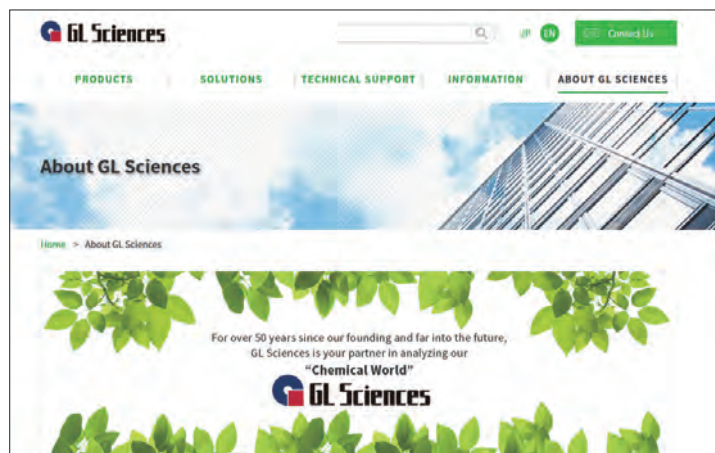 GL Sciences
JP EN Contact Us
PRODUCTS SOLUTIONS TECHNICAL SUPPORT INFORMATION ABOUT GL SCIENCES
About GL Sciences
Home > About GL Sciences
For over 50 years since our founding and far into the future,
GL Sciences is your partner in analyzing our
“Chemical World”
GL Sciences